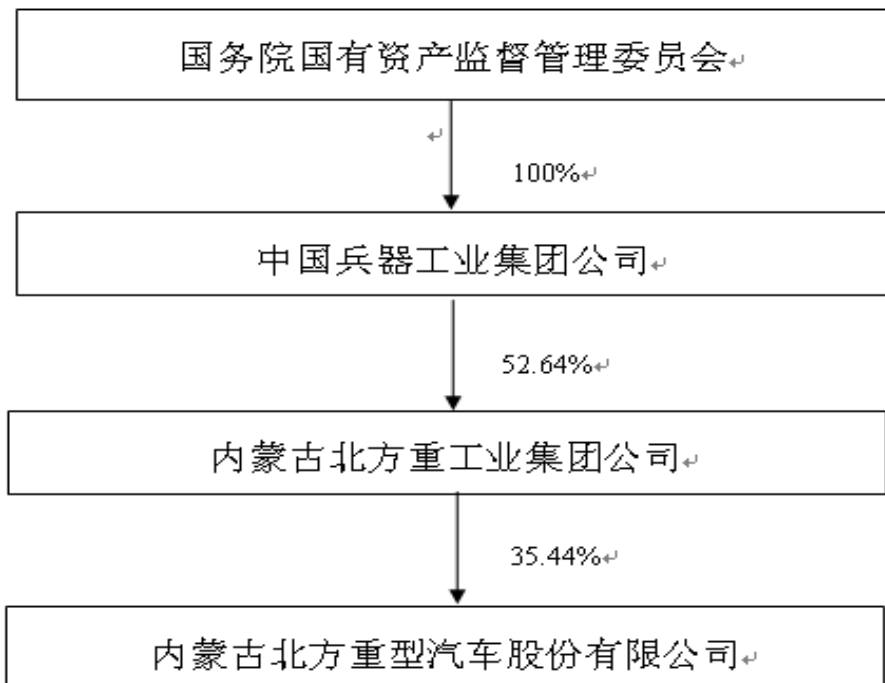 国务院国有资产监督管理委员会
100%
中国兵器工业集团公司
52.64%
内蒙古北方重工业集团公司
35.44%
内蒙古北方重型汽车股份有限公司